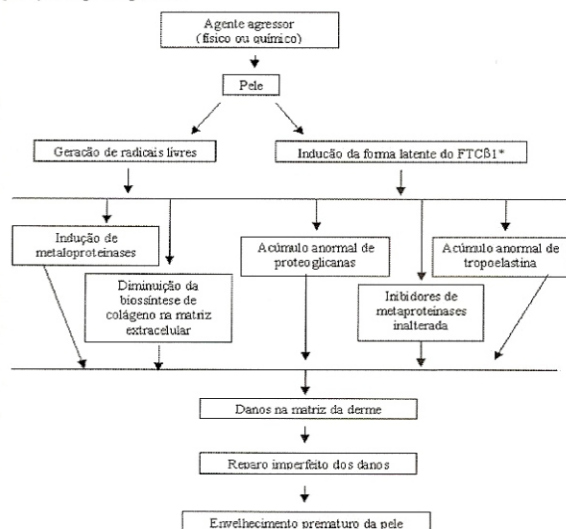 Agente agressor
(físico ou químico)
Pele
Geração de radicais livres
Indução da forma latente do FTCß1*
Indução de
metaloproteinases
Diminuição da
biossíntese de
colágeno na matriz
extracelular
Acúmulo anormal de
proteoglicanas
Inibidores de
metaproteinases
inalterada
Acúmulo anormal de
tropoelastina
Danos na matriz da derme
Reparo imperfeito dos danos
Envelhecimento prematuro da pele